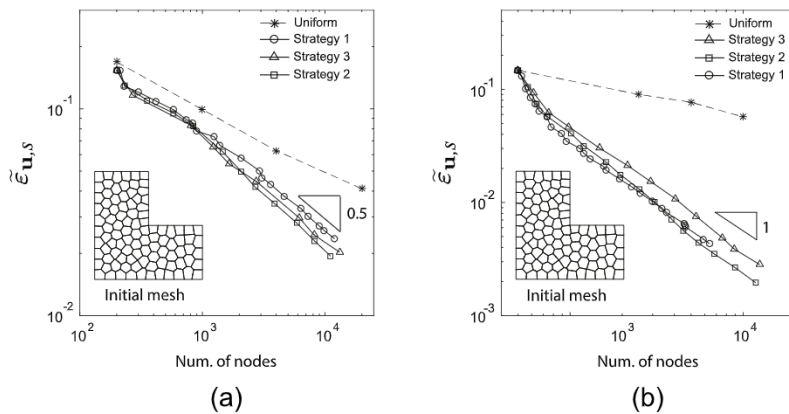 Uniform
Strategy 1
Strategy 3
Strategy 2
10⁻¹
10⁻²
ε̃u,s
0.5
Initial mesh
10² 10³ 10⁴
Num. of nodes
(a)
Uniform
Strategy 3
Strategy 2
Strategy 1
10⁰
10⁻¹
10⁻²
10⁻³
ε̃u,s
1
Initial mesh
10³ 10⁴
Num. of nodes
(b)